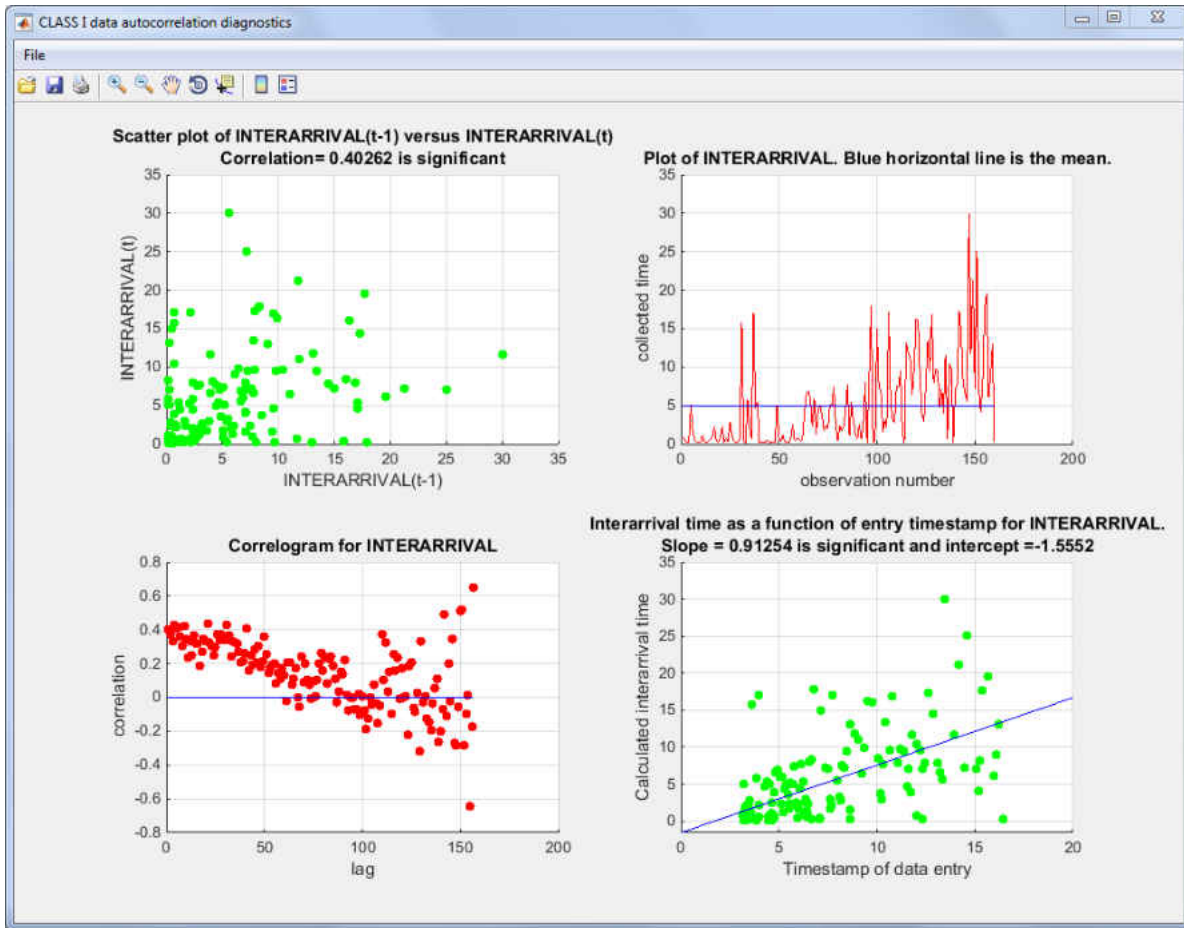 CLASS I data autocorrelation diagnostics
File
Scatter plot of INTERARRIVAL(t-1) versus INTERARRIVAL(t)
Correlation= 0.40262 is significant
35
30
25
20
15
10
5
0
INTERARRIVAL(t)
0 5 10 15 20 25 30 35
INTERARRIVAL(t-1)
Plot of INTERARRIVAL. Blue horizontal line is the mean.
35
30
25
20
15
10
5
0
collected time
0 50 100 150 200
observation number
Correlogram for INTERARRIVAL
0.8
0.6
0.4
0.2
0
-0.2
-0.4
-0.6
-0.8
correlation
0 50 100 150 200
lag
Interarrival time as a function of entry timestamp for INTERARRIVAL.
Slope = 0.91254 is significant and intercept =-1.5552
35
30
25
20
15
10
5
0
Calculated interarrival time
0 5 10 15 20
Timestamp of data entry